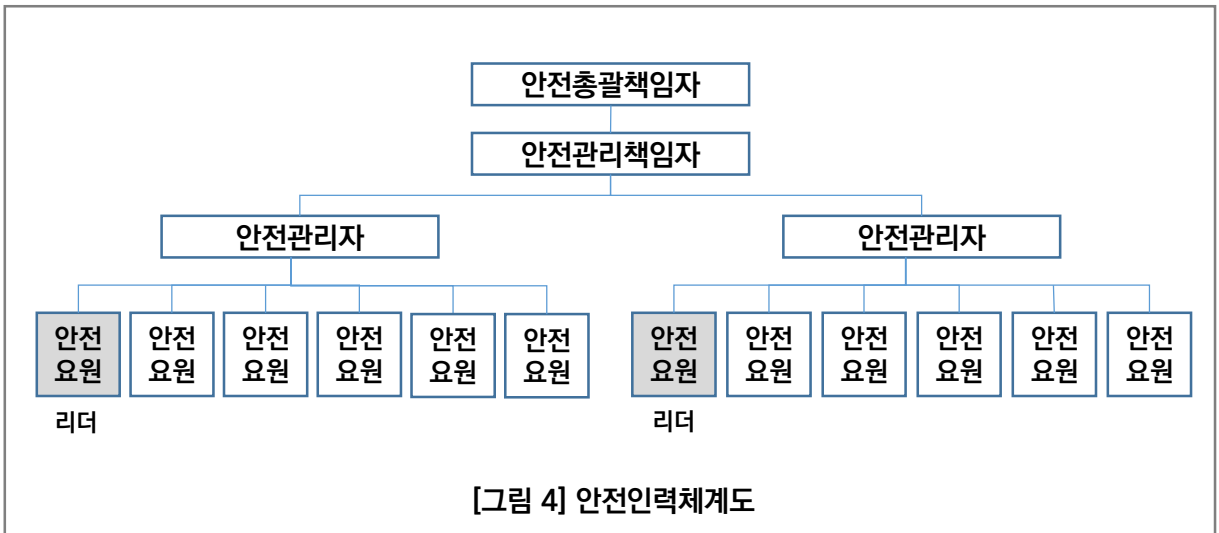 안전총괄책임자
안전관리책임자
안전관리자 안전관리자
안전 안전 안전 안전 안전 안전 안전 안전 안전 안전 안전 안전
요원 요원 요원 요원 요원 요원 요원 요원 요원 요원 요원 요원
리더 리더
[그림 4] 안전인력체계도